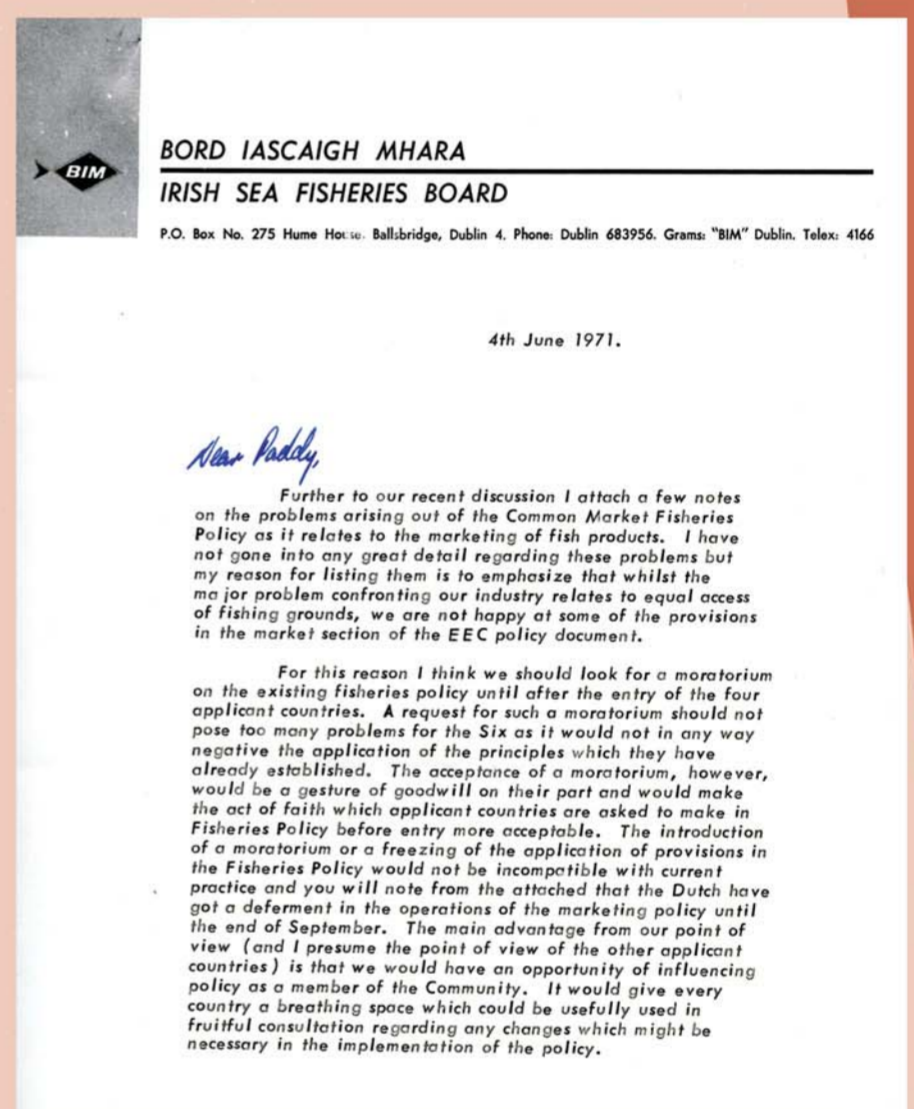 BIM
BORD IASCAIGH MHARA
IRISH SEA FISHERIES BOARD
P.O. Box No. 275 Hume House. Ballsbridge, Dublin 4. Phone: Dublin 683956. Grams: "BIM" Dublin. Telex: 4166
4th June 1971.
Dear Paddy,
Further to our recent discussion I attach a few notes
on the problems arising out of the Common Market Fisheries
Policy as it relates to the marketing of fish products. I have
not gone into any great detail regarding these problems but
my reason for listing them is to emphasize that whilst the
major problem confronting our industry relates to equal access
of fishing grounds, we are not happy at some of the provisions
in the market section of the EEC policy document.
For this reason I think we should look for a moratorium
on the existing fisheries policy until after the entry of the four
applicant countries. A request for such a moratorium should not
pose too many problems for the Six as it would not in any way
negative the application of the principles which they have
already established. The acceptance of a moratorium, however,
would be a gesture of goodwill on their part and would make
the act of faith which applicant countries are asked to make in
Fisheries Policy before entry more acceptable. The introduction
of a moratorium or a freezing of the application of provisions in
the Fisheries Policy would not be incompatible with current
practice and you will note from the attached that the Dutch have
got a deferment in the operations of the marketing policy until
the end of September. The main advantage from our point of
view (and I presume the point of view of the other applicant
countries) is that we would have an opportunity of influencing
policy as a member of the Community. It would give every
country a breathing space which could be usefully used in
fruitful consultation regarding any changes which might be
necessary in the implementation of the policy.